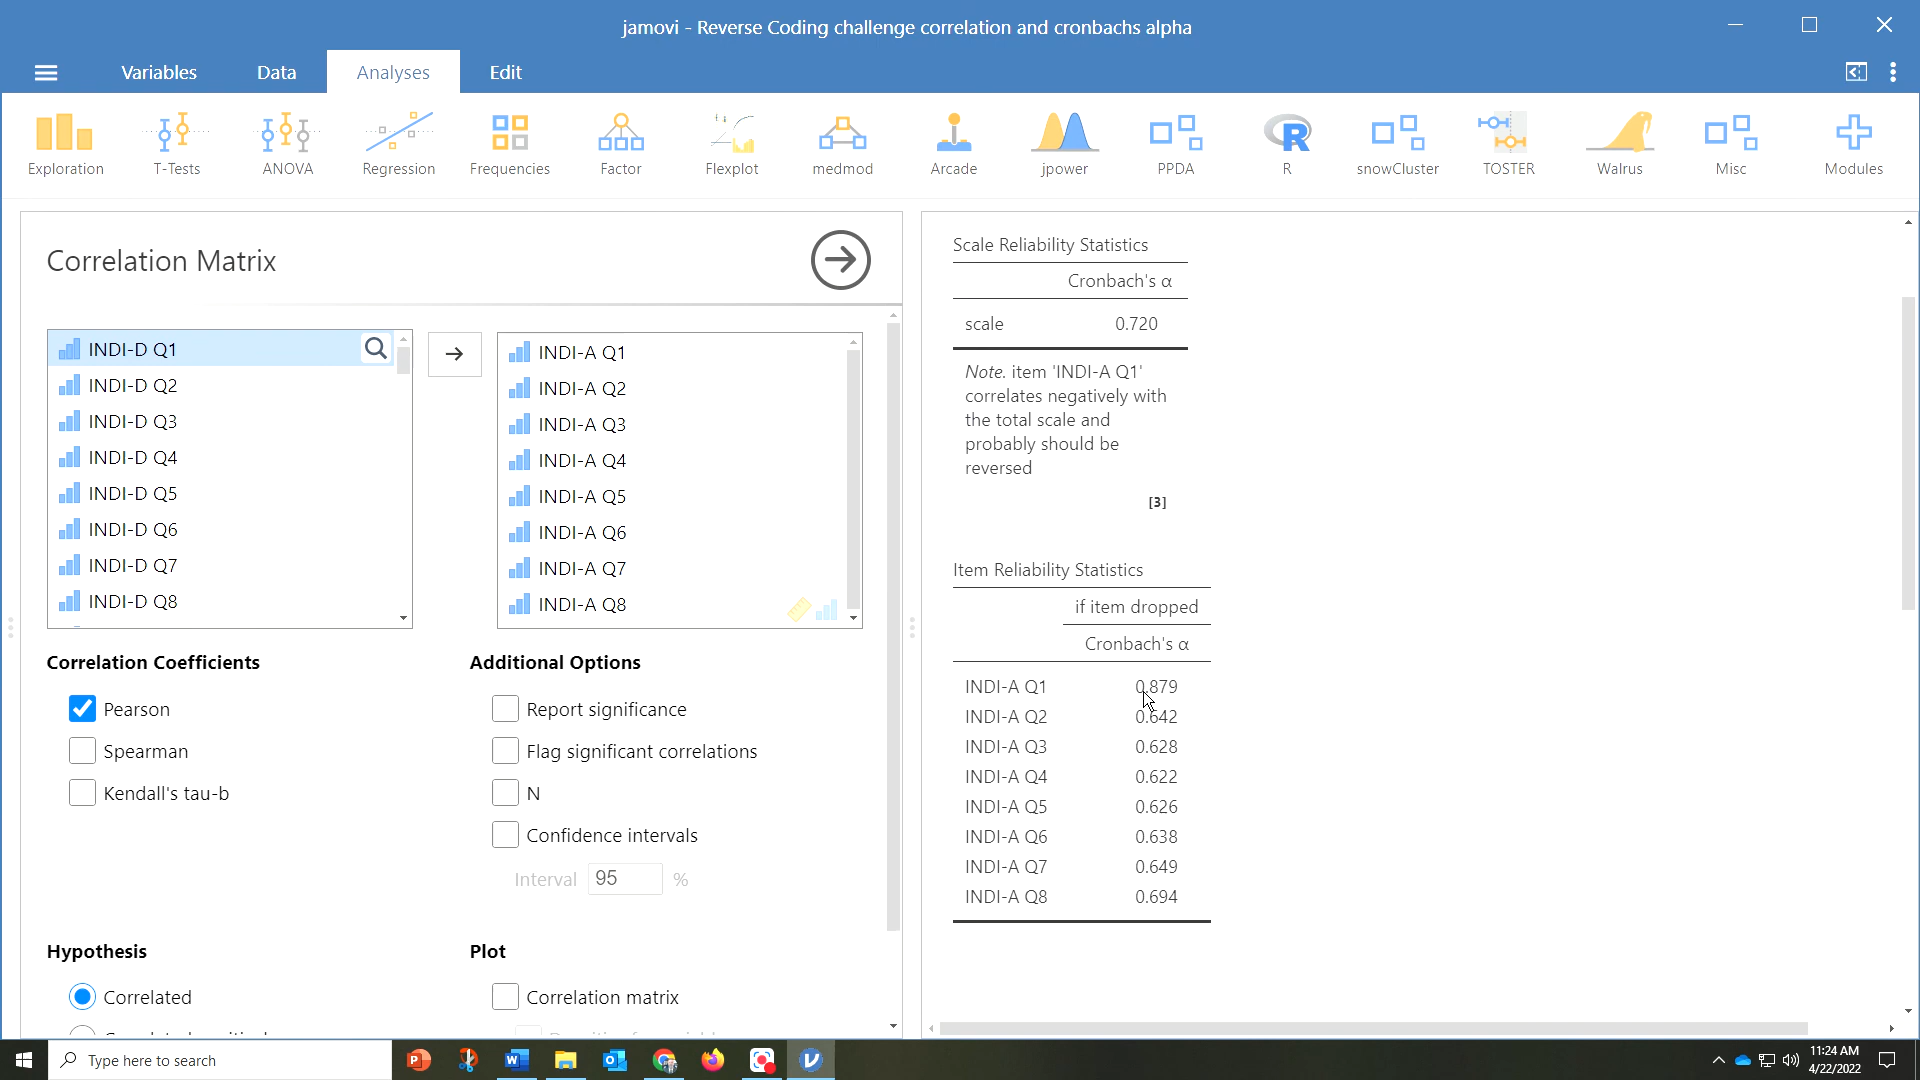 jamovi - Reverse Coding challenge correlation and cronbachs alpha
Variables
Data
Analyses
Edit
Exploration
T-Tests
ANOVA
Regression
Frequencies
Factor
Flexplot
medmod
Arcade
jpower
PPDA
R
snowCluster
TOSTER
Walrus
Misc
Modules
Correlation Matrix
INDI-D Q1
INDI-D Q2
INDI-D Q3
INDI-D Q4
INDI-D Q5
INDI-D Q6
INDI-D Q7
INDI-D Q8
INDI-A Q1
INDI-A Q2
INDI-A Q3
INDI-A Q4
INDI-A Q5
INDI-A Q6
INDI-A Q7
INDI-A Q8
Correlation Coefficients
Pearson
Spearman
Kendall's tau-b
Additional Options
Report significance
Flag significant correlations
N
Confidence intervals
Interval 95 %
Hypothesis
Correlated
Plot
Correlation matrix
Scale Reliability Statistics
Cronbach's α
scale 0.720
Note. item 'INDI-A Q1'
correlates negatively with
the total scale and
probably should be
reversed
[3]
Item Reliability Statistics
if item dropped
Cronbach's α
INDI-A Q1 0.879
INDI-A Q2 0.642
INDI-A Q3 0.628
INDI-A Q4 0.622
INDI-A Q5 0.626
INDI-A Q6 0.638
INDI-A Q7 0.649
INDI-A Q8 0.694
Type here to search
11:24 AM
4/22/2022